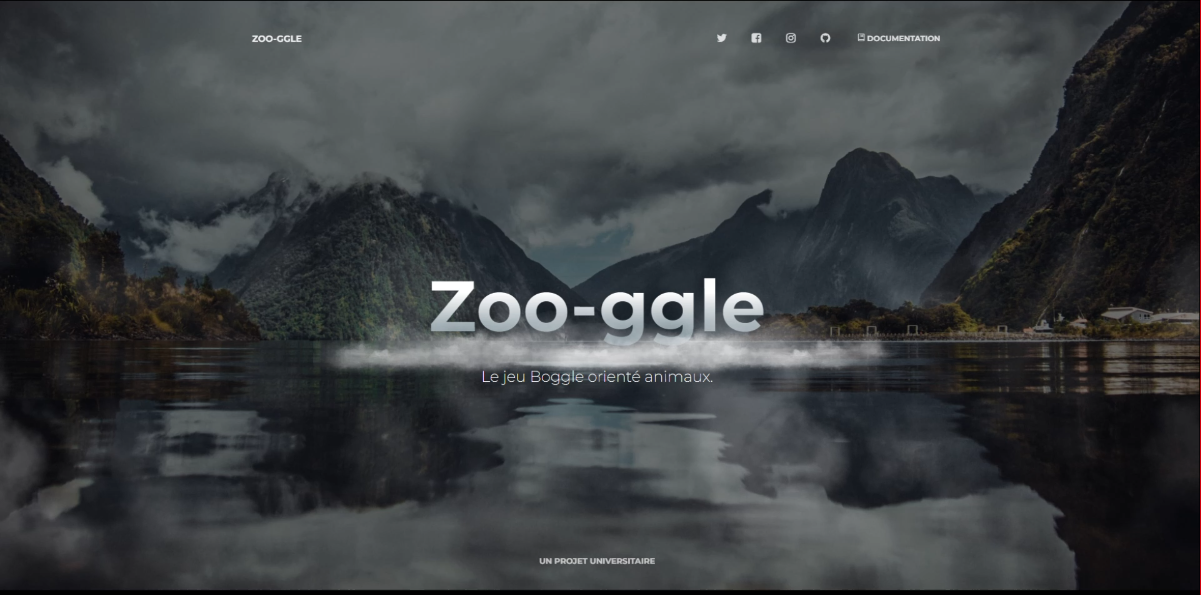 ZOO-GGLE
DOCUMENTATION
Zoo-ggle
Le jeu Boggle orienté animaux.
UN PROJET UNIVERSITAIRE